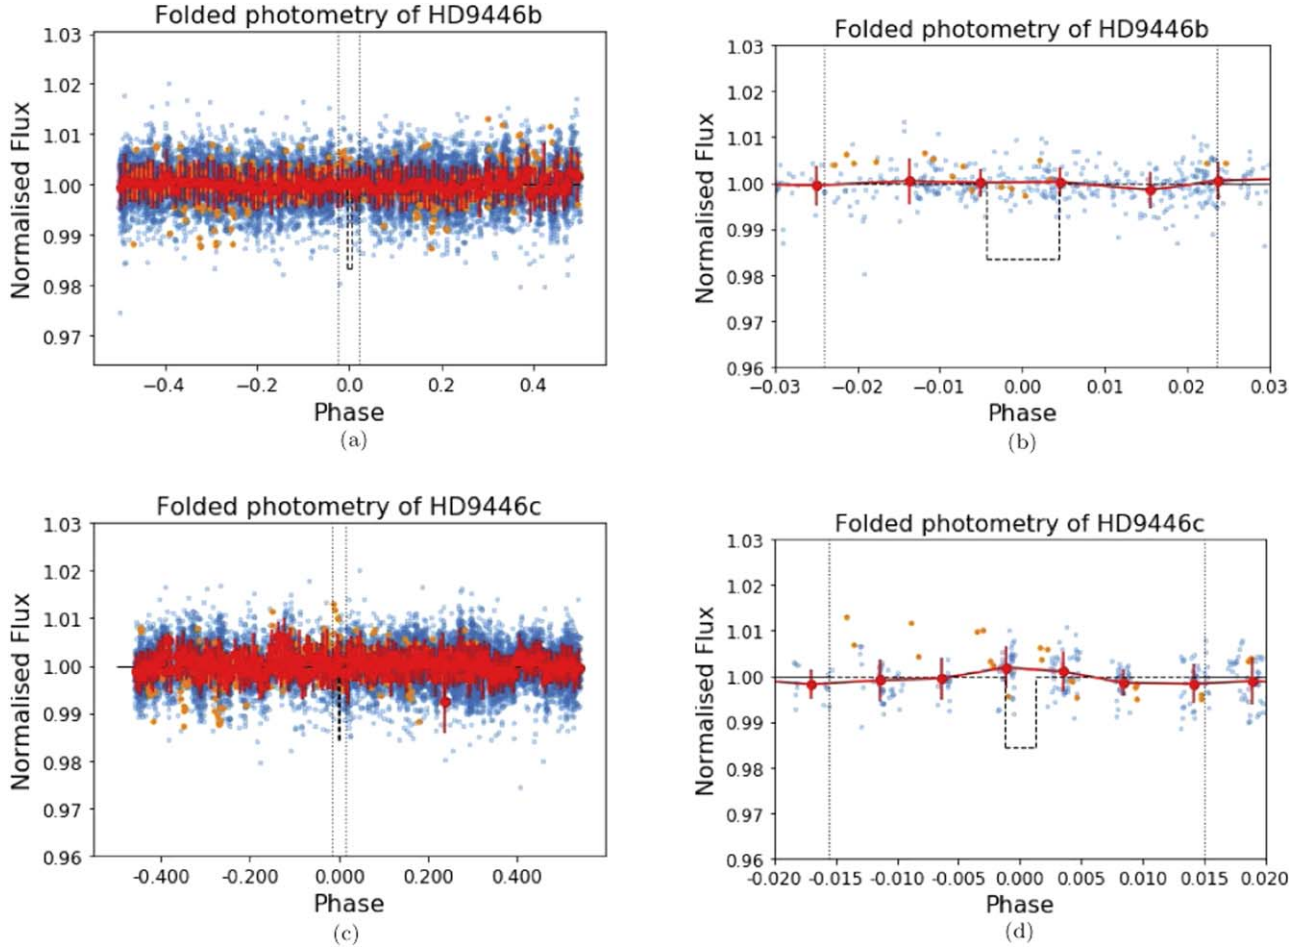 Folded photometry of HD9446b
1.03
1.02
1.01
1.00
0.99
0.98
0.97
Normalised Flux
−0.4 −0.2 0.0 0.2 0.4
Phase
(a)
Folded photometry of HD9446b
1.03
1.02
1.01
1.00
0.99
0.98
0.97
0.96
Normalised Flux
−0.03 −0.02 −0.01 0.00 0.01 0.02 0.03
Phase
(b)
Folded photometry of HD9446c
1.03
1.02
1.01
1.00
0.99
0.98
0.97
0.96
Normalised Flux
-0.400 -0.200 0.000 0.200 0.400
Phase
(c)
Folded photometry of HD9446c
1.03
1.02
1.01
1.00
0.99
0.98
0.97
0.96
Normalised Flux
-0.020 -0.015 -0.010 -0.005 0.000 0.005 0.010 0.015 0.020
Phase
(d)